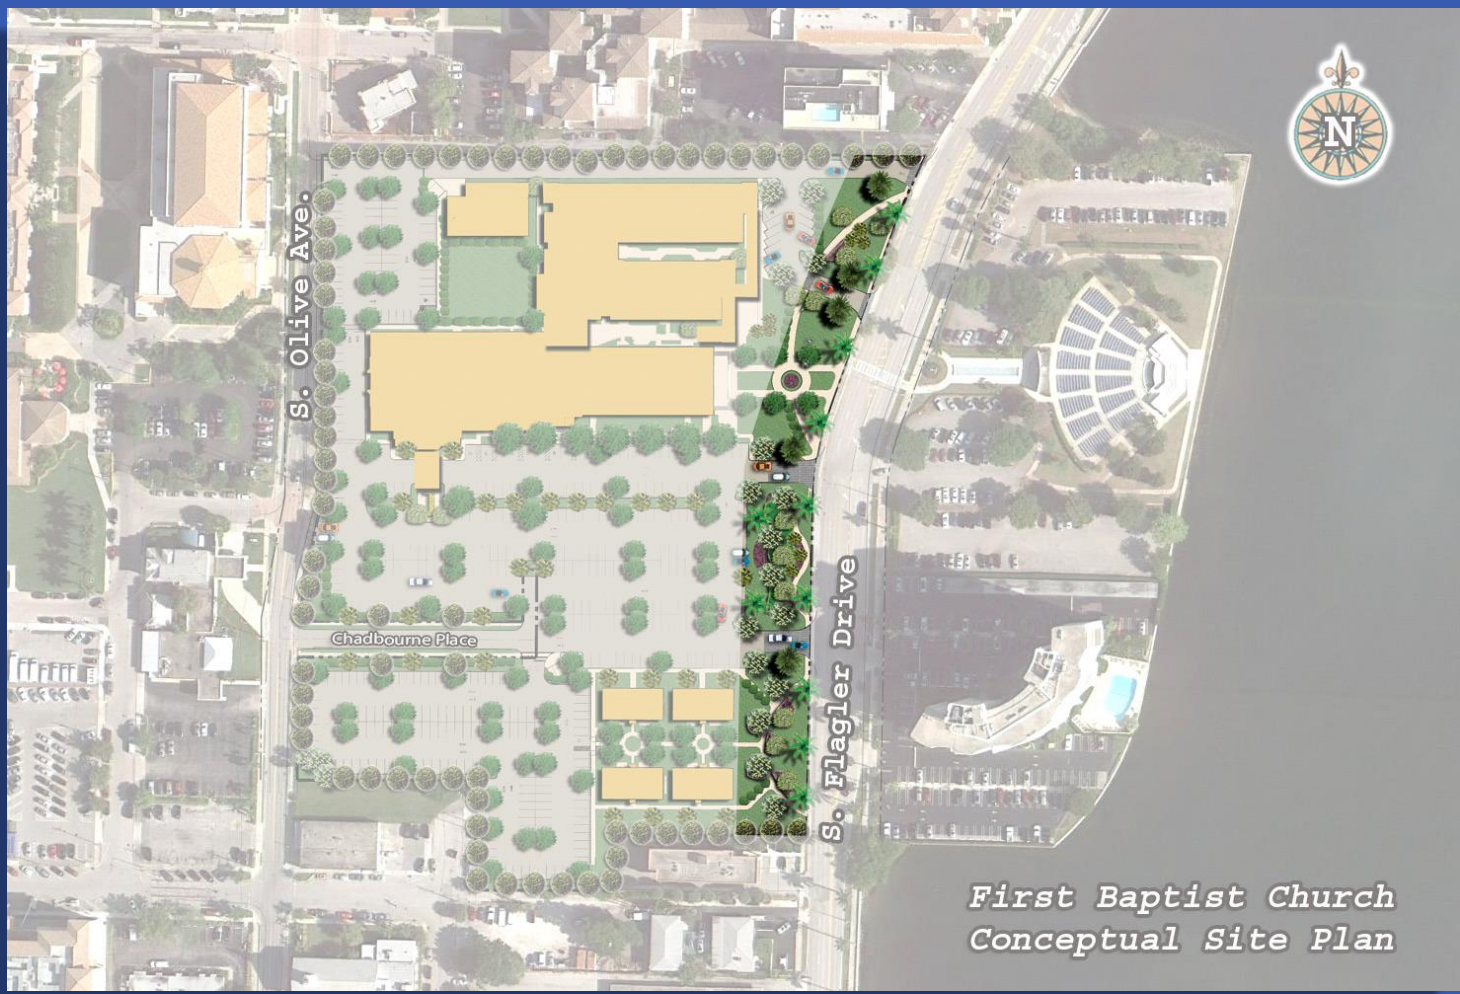 N
S. Olive Ave.
Chadbourne Place
S. Flagler Drive
First Baptist Church
Conceptual Site Plan